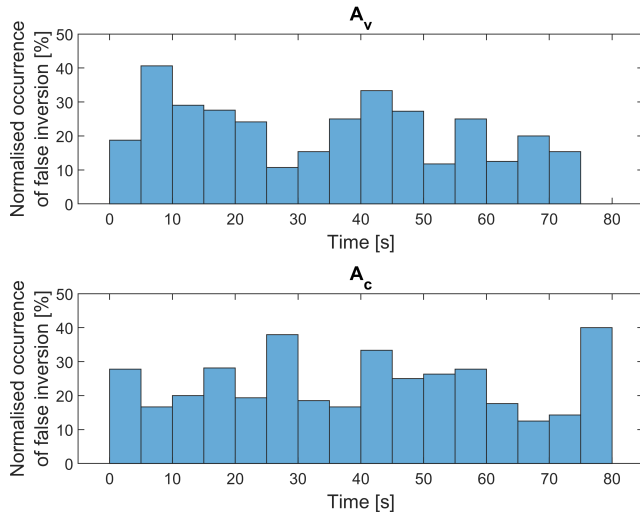 A_v
Normalised occurrence
of false inversion [%]
50
40
30
20
10
0
0 10 20 30 40 50 60 70 80
Time [s]
A_c
Normalised occurrence
of false inversion [%]
50
40
30
20
10
0
0 10 20 30 40 50 60 70 80
Time [s]